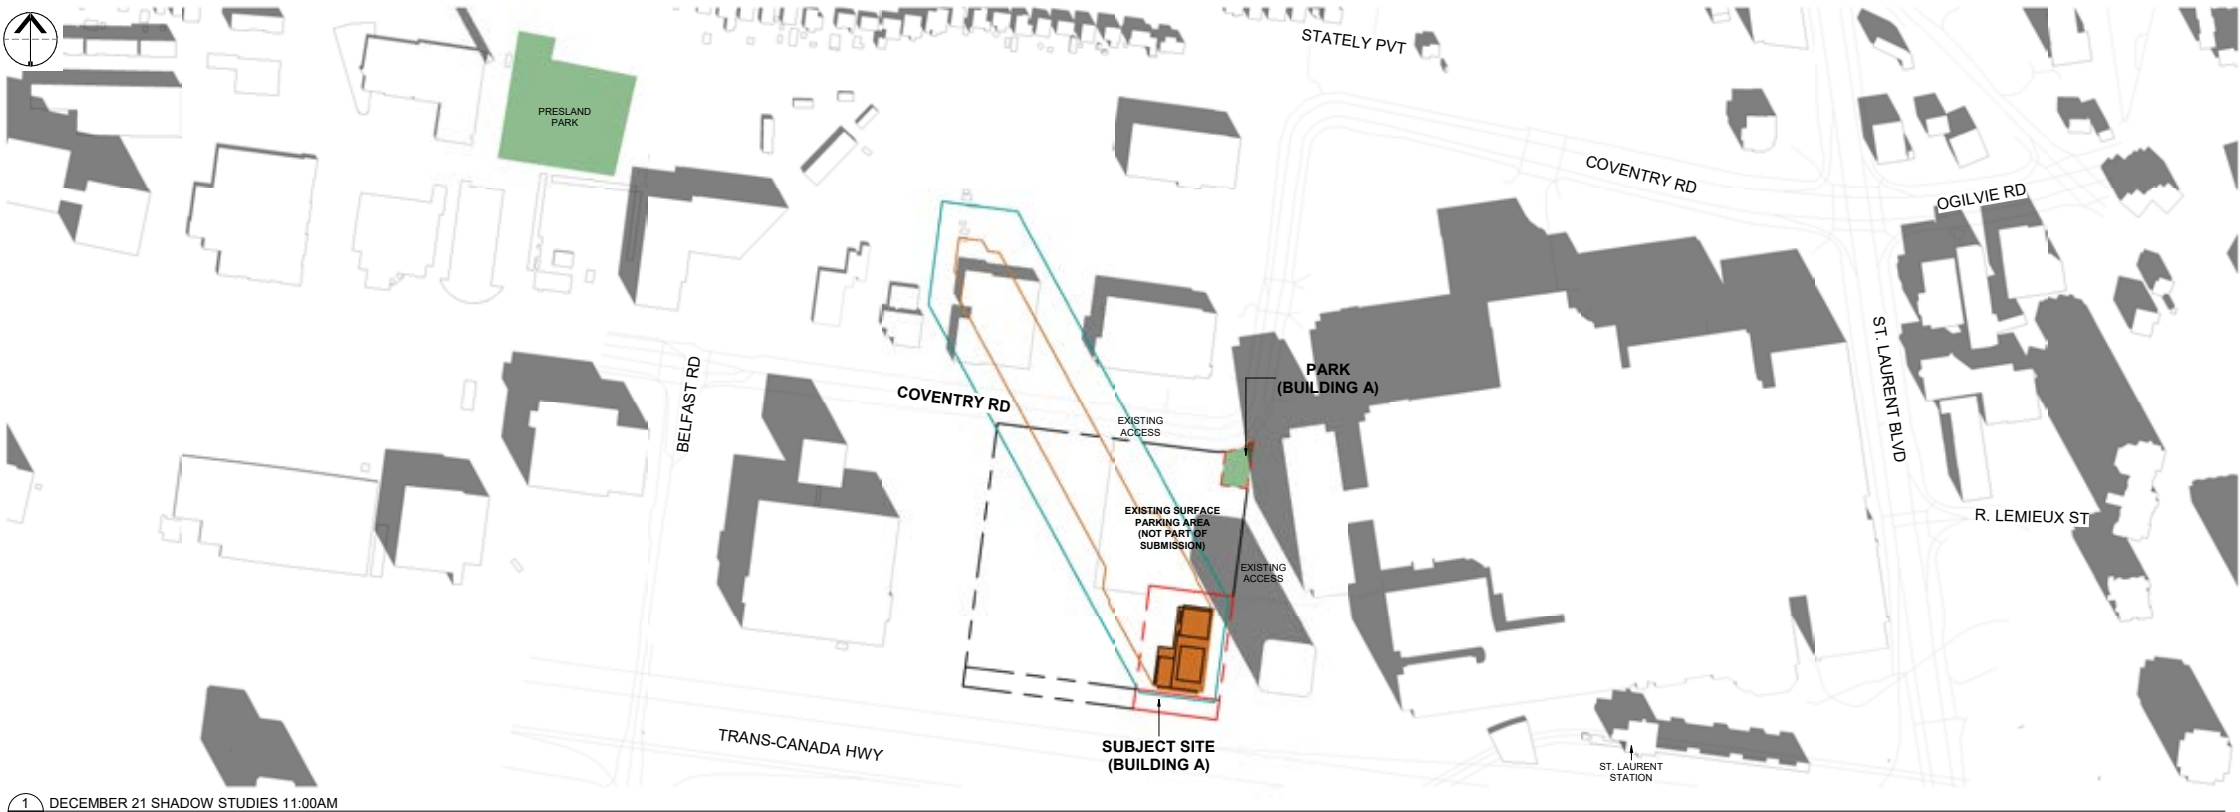 STATELY PVT
PRESLAND
PARK
COVENTRY RD
OGILVIE RD
ST. LAURENT BLVD
BELFAST RD
PARK
(BUILDING A)
COVENTRY RD
EXISTING
ACCESS
EXISTING SURFACE
PARKING AREA
(NOT PART OF
SUBMISSION)
R. LEMIEUX ST
EXISTING
ACCESS
TRANS-CANADA HWY
SUBJECT SITE
(BUILDING A)
ST. LAURENT
STATION
1 DECEMBER 21 SHADOW STUDIES 11:00AM